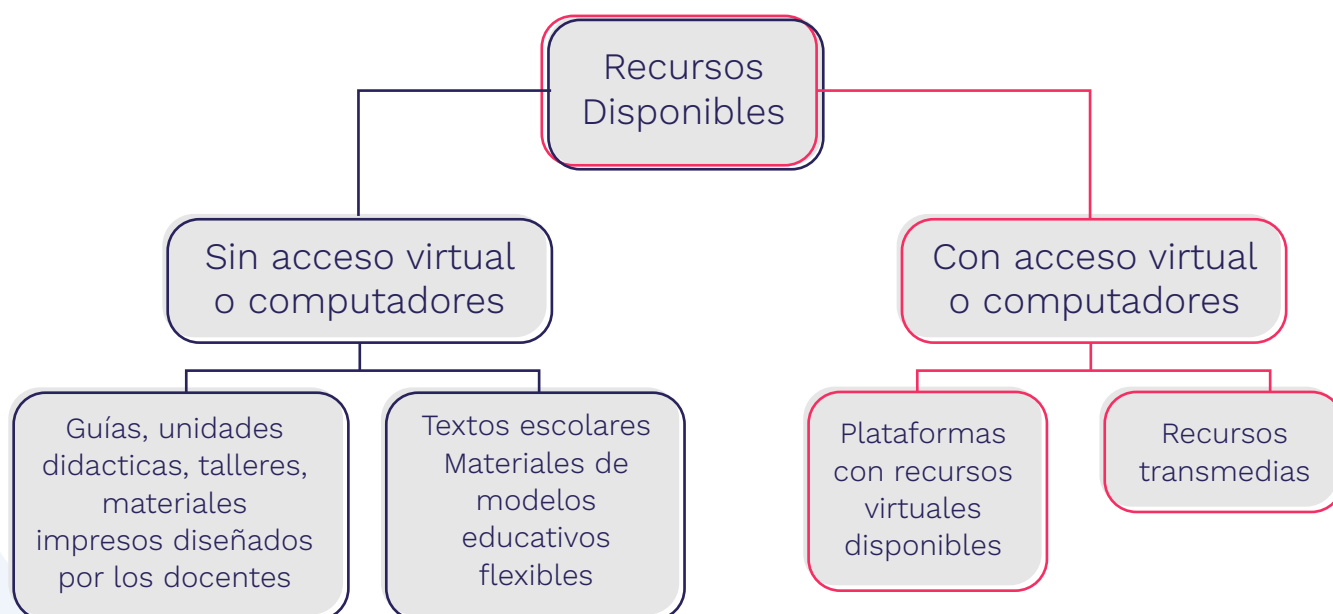 Recursos
Disponibles
Sin acceso virtual
o computadores
Con acceso virtual
o computadores
Guías, unidades
didacticas, talleres,
materiales
impresos diseñados
por los docentes
Textos escolares
Materiales de
modelos
educativos
flexibles
Plataformas
con recursos
virtuales
disponibles
Recursos
transmedias